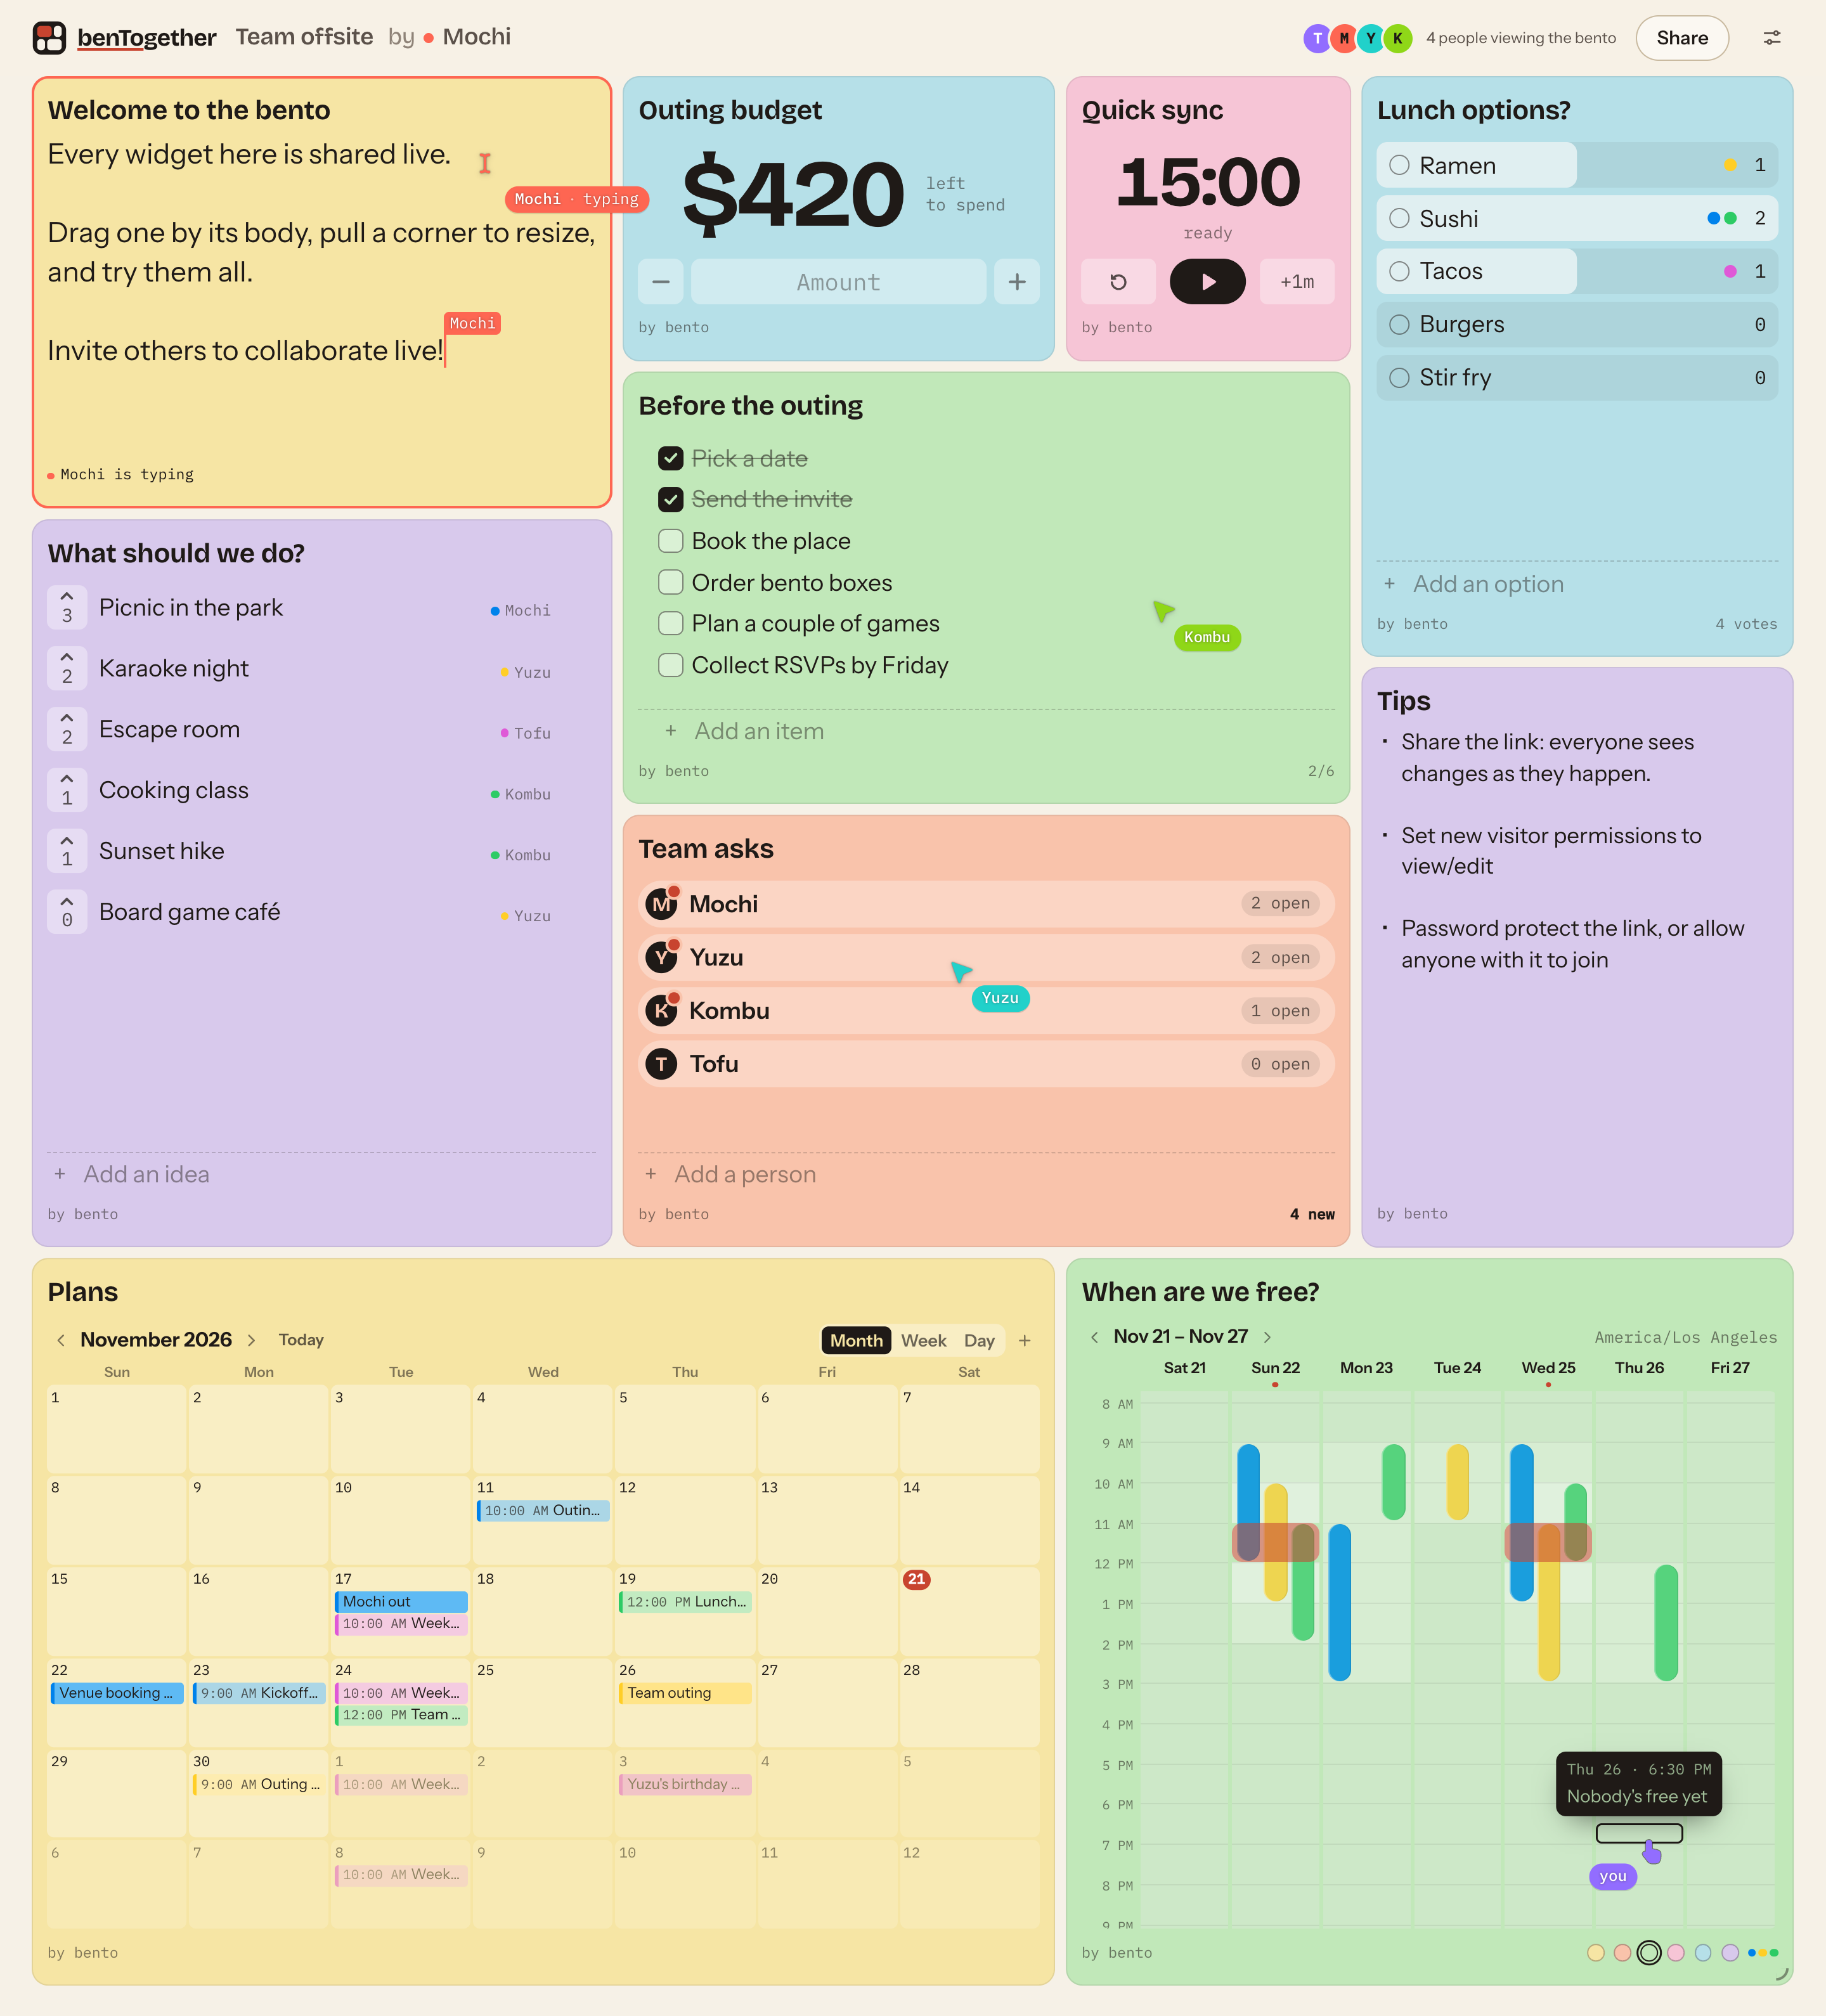 benTogether Team offsite by Mochi
T M Y K 4 people viewing the bento Share
Welcome to the bento
Every widget here is shared live.
Mochi · typing
Drag one by its body, pull a corner to resize,
and try them all.
Mochi
Invite others to collaborate live!
Mochi is typing
Outing budget
$420
left
to spend
− Amount +
by bento
Quick sync
15:00
ready
+1m
by bento
Lunch options?
Ramen 1
Sushi 2
Tacos 1
Burgers 0
Stir fry 0
+ Add an option
by bento 4 votes
What should we do?
3 Picnic in the park Mochi
2 Karaoke night Yuzu
2 Escape room Tofu
1 Cooking class Kombu
1 Sunset hike Kombu
0 Board game café Yuzu
+ Add an idea
by bento
Before the outing
Pick a date
Send the invite
Book the place
Order bento boxes
Plan a couple of games
Kombu
Collect RSVPs by Friday
+ Add an item
by bento 2/6
Team asks
M Mochi 2 open
Y Yuzu 2 open
Yuzu
K Kombu 1 open
T Tofu 0 open
+ Add a person
by bento 4 new
Tips
· Share the link: everyone sees
changes as they happen.
· Set new visitor permissions to
view/edit
· Password protect the link, or allow
anyone with it to join
by bento
Plans
November 2026 Today Month Week Day +
Sun Mon Tue Wed Thu Fri Sat
1 2 3 4 5 6 7
8 9 10 11 12 13 14
10:00 AM Outin...
15 16 17 18 19 20 21
Mochi out 12:00 PM Lunch...
10:00 AM Week...
22 23 24 25 26 27 28
Venue booking ... 9:00 AM Kickoff... 10:00 AM Week... Team outing
12:00 PM Team ...
29 30 1 2 3 4 5
9:00 AM Outing ... 10:00 AM Week... Yuzu's birthday ...
6 7 8 9 10 11 12
10:00 AM Week...
by bento
When are we free?
Nov 21 – Nov 27 America/Los Angeles
Sat 21 Sun 22 Mon 23 Tue 24 Wed 25 Thu 26 Fri 27
8 AM
9 AM
10 AM
11 AM
12 PM
1 PM
2 PM
3 PM
4 PM
5 PM
Thu 26 · 6:30 PM
Nobody's free yet
6 PM
7 PM
you
8 PM
9 PM
by bento